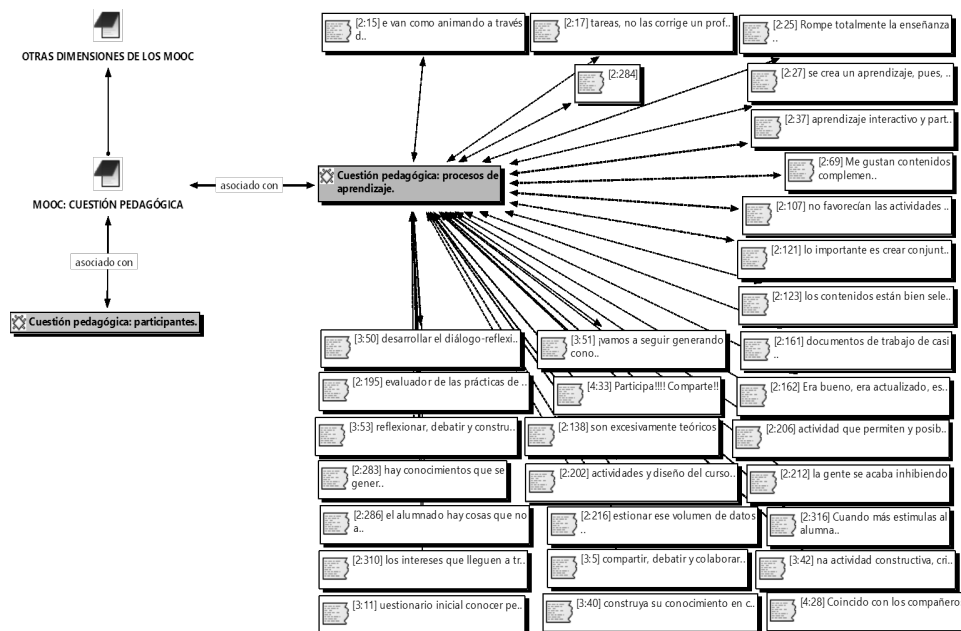 [2:15] e van como animando a través
d..
[2:17] tareas, no las corrige un prof..
[2:25] Rompe totalmente la enseñanza
..
OTRAS DIMENSIONES DE LOS MOOC
[2:284]
[2:27] se crea un aprendizaje, pues, ..
[2:37] aprendizaje interactivo y part..
[2:69] Me gustan contenidos
complemen..
Cuestión pedagógica: procesos de
aprendizaje.
asociado con
MOOC: CUESTIÓN PEDAGÓGICA
[2:107] no favorecían las actividades ..
[2:121] lo importante es crear conjunt..
asociado con
[2:123] los contenidos están bien sele..
Cuestión pedagógica: participantes.
[3:50] desarrollar el diálogo-reflexi..
[3:51] ¡vamos a seguir generando
cono..
[2:161] documentos de trabajo de casi
..
[2:195] evaluador de las prácticas de ..
[4:33] Participa!!!! Comparte!!
[2:162] Era bueno, era actualizado, es..
[3:53] reflexionar, debatir y constru..
[2:138] son excesivamente teóricos
[2:206] actividad que permiten y posib..
[2:283] hay conocimientos que se
gener..
[2:202] actividades y diseño del curso..
[2:212] la gente se acaba inhibiendo
[2:286] el alumnado hay cosas que no
a..
[2:216] estionar ese volumen de datos
..
[2:316] Cuando más estimulas al
alumna..
[2:310] los intereses que lleguen a tr..
[3:5] compartir, debatir y colaborar..
[3:42] na actividad constructiva, cri..
[3:11] uestionario inicial conocer pe..
[3:40] construya su conocimiento en c..
[4:28] Coincido con los compañero